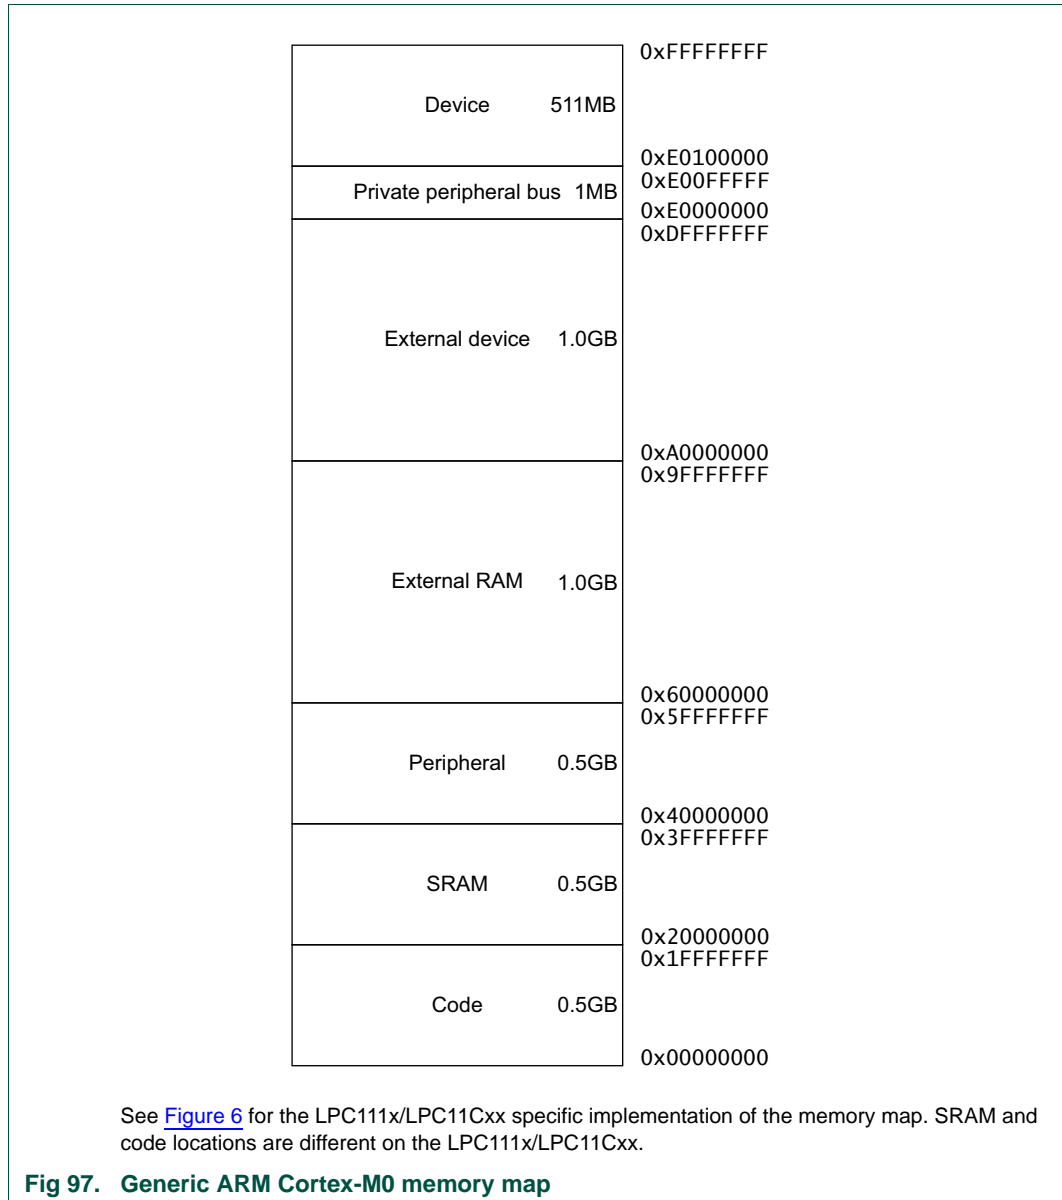 0xFFFFFFFF
Device 511MB
0xE0100000
0xE00FFFFF
Private peripheral bus 1MB
0xE0000000
0xDFFFFFFF
External device 1.0GB
0xA0000000
0x9FFFFFFF
External RAM 1.0GB
0x60000000
0x5FFFFFFF
Peripheral 0.5GB
0x40000000
0x3FFFFFFF
SRAM 0.5GB
0x20000000
0x1FFFFFFF
Code 0.5GB
0x00000000
See Figure 6 for the LPC111x/LPC11Cxx specific implementation of the memory map. SRAM and
code locations are different on the LPC111x/LPC11Cxx.
Fig 97. Generic ARM Cortex-M0 memory map